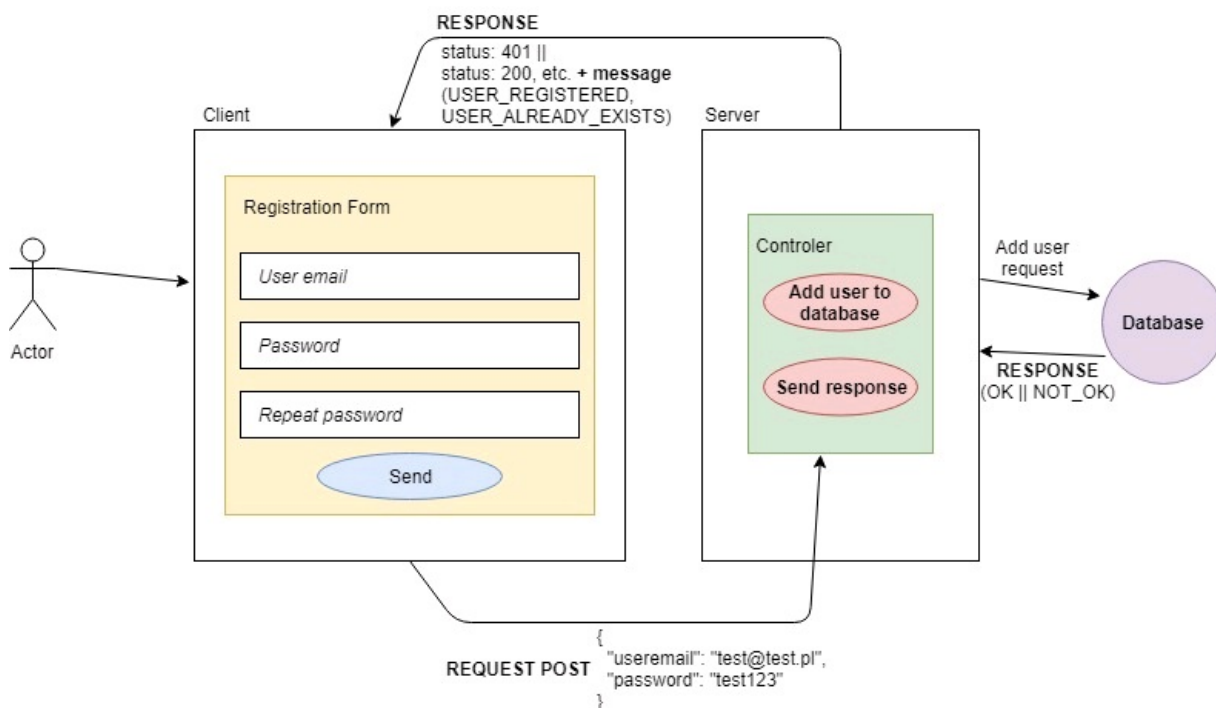 RESPONSE
status: 401 ||
status: 200, etc. + message
(USER_REGISTERED,
USER_ALREADY_EXISTS)
Client
Server
Registration Form
User email
Password
Repeat password
Send
Actor
Controler
Add user to
database
Send response
Add user
request
Database
RESPONSE
(OK || NOT_OK)
REQUEST POST
{
"useremail": "test@test.pl",
"password": "test123"
}